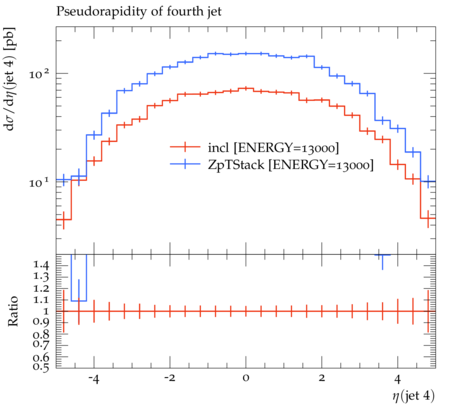 Pseudorapidity of fourth jet
dσ/dη(jet 4) [pb]
10²
10¹
incl [ENERGY=13000]
ZpTStack [ENERGY=13000]
Ratio
1.4
1.3
1.2
1.1
1
0.9
0.8
0.7
0.6
0.5
-4 -2 0 2 4
η(jet 4)